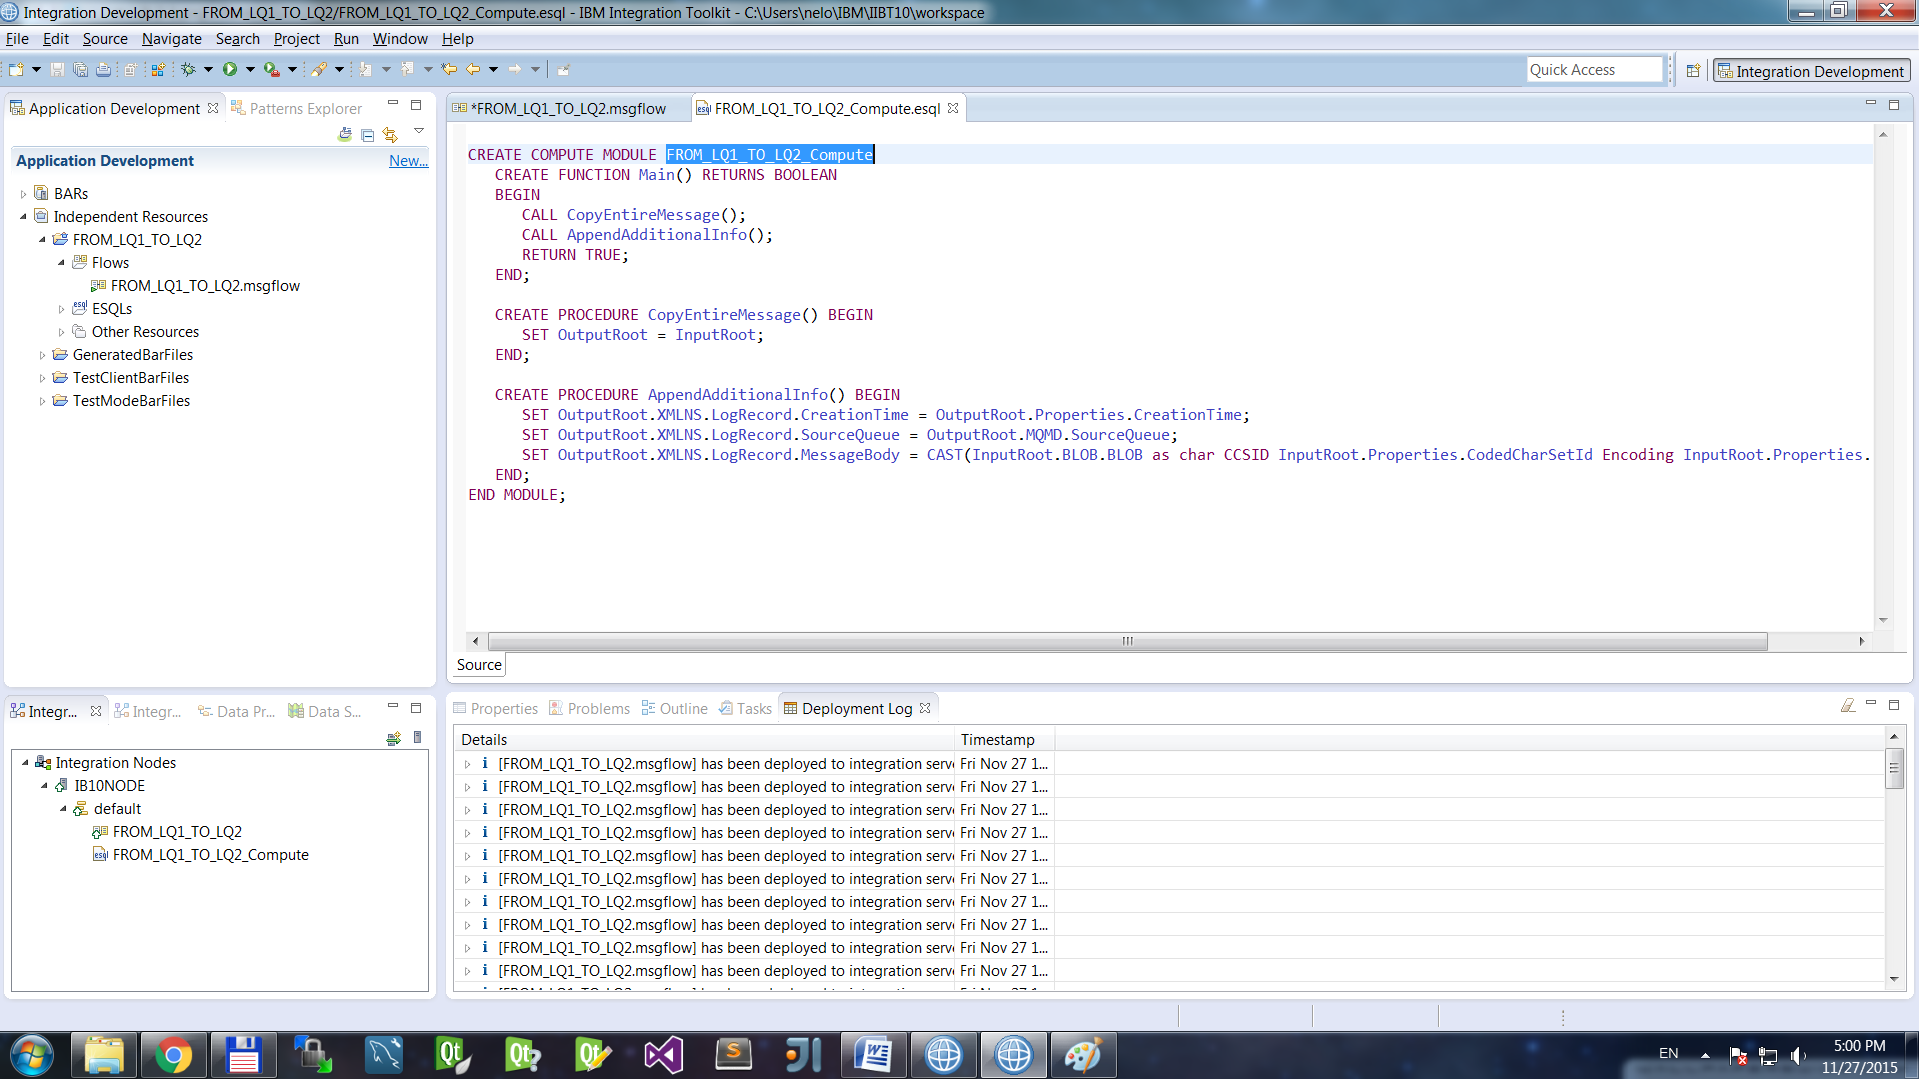 Integration Development - FROM_LQ1_TO_LQ2/FROM_LQ1_TO_LQ2_Compute.esql - IBM Integration Toolkit - C:\Users\nelo\IBM\IIBT10\workspace
File Edit Source Navigate Search Project Run Window Help
Quick Access
Integration Development
Application Development
Patterns Explorer
Application Development
New...
BARs
Independent Resources
FROM_LQ1_TO_LQ2
Flows
FROM_LQ1_TO_LQ2.msgflow
ESQLs
Other Resources
GeneratedBarFiles
TestClientBarFiles
TestModeBarFiles
*FROM_LQ1_TO_LQ2.msgflow
FROM_LQ1_TO_LQ2_Compute.esql
CREATE COMPUTE MODULE FROM_LQ1_TO_LQ2_Compute
CREATE FUNCTION Main() RETURNS BOOLEAN
BEGIN
CALL CopyEntireMessage();
CALL AppendAdditionalInfo();
RETURN TRUE;
END;
CREATE PROCEDURE CopyEntireMessage() BEGIN
SET OutputRoot = InputRoot;
END;
CREATE PROCEDURE AppendAdditionalInfo() BEGIN
SET OutputRoot.XMLNS.LogRecord.CreationTime = OutputRoot.Properties.CreationTime;
SET OutputRoot.XMLNS.LogRecord.SourceQueue = OutputRoot.MQMD.SourceQueue;
SET OutputRoot.XMLNS.LogRecord.MessageBody = CAST(InputRoot.BLOB.BLOB as char CCSID InputRoot.Properties.CodedCharSetId Encoding InputRoot.Properties.
END;
END MODULE;
Source
Integr...
Integr...
Data Pr...
Data S...
Integration Nodes
IB10NODE
default
FROM_LQ1_TO_LQ2
FROM_LQ1_TO_LQ2_Compute
Properties
Problems
Outline
Tasks
Deployment Log
Details Timestamp
[FROM_LQ1_TO_LQ2.msgflow] has been deployed to integration serv Fri Nov 27 1...
[FROM_LQ1_TO_LQ2.msgflow] has been deployed to integration serv Fri Nov 27 1...
[FROM_LQ1_TO_LQ2.msgflow] has been deployed to integration serv Fri Nov 27 1...
[FROM_LQ1_TO_LQ2.msgflow] has been deployed to integration serv Fri Nov 27 1...
[FROM_LQ1_TO_LQ2.msgflow] has been deployed to integration serv Fri Nov 27 1...
[FROM_LQ1_TO_LQ2.msgflow] has been deployed to integration serv Fri Nov 27 1...
[FROM_LQ1_TO_LQ2.msgflow] has been deployed to integration serv Fri Nov 27 1...
[FROM_LQ1_TO_LQ2.msgflow] has been deployed to integration serv Fri Nov 27 1...
[FROM_LQ1_TO_LQ2.msgflow] has been deployed to integration serv Fri Nov 27 1...
[FROM_LQ1_TO_LQ2.msgflow] has been deployed to integration serv Fri Nov 27 1...
EN
5:00 PM
11/27/2015